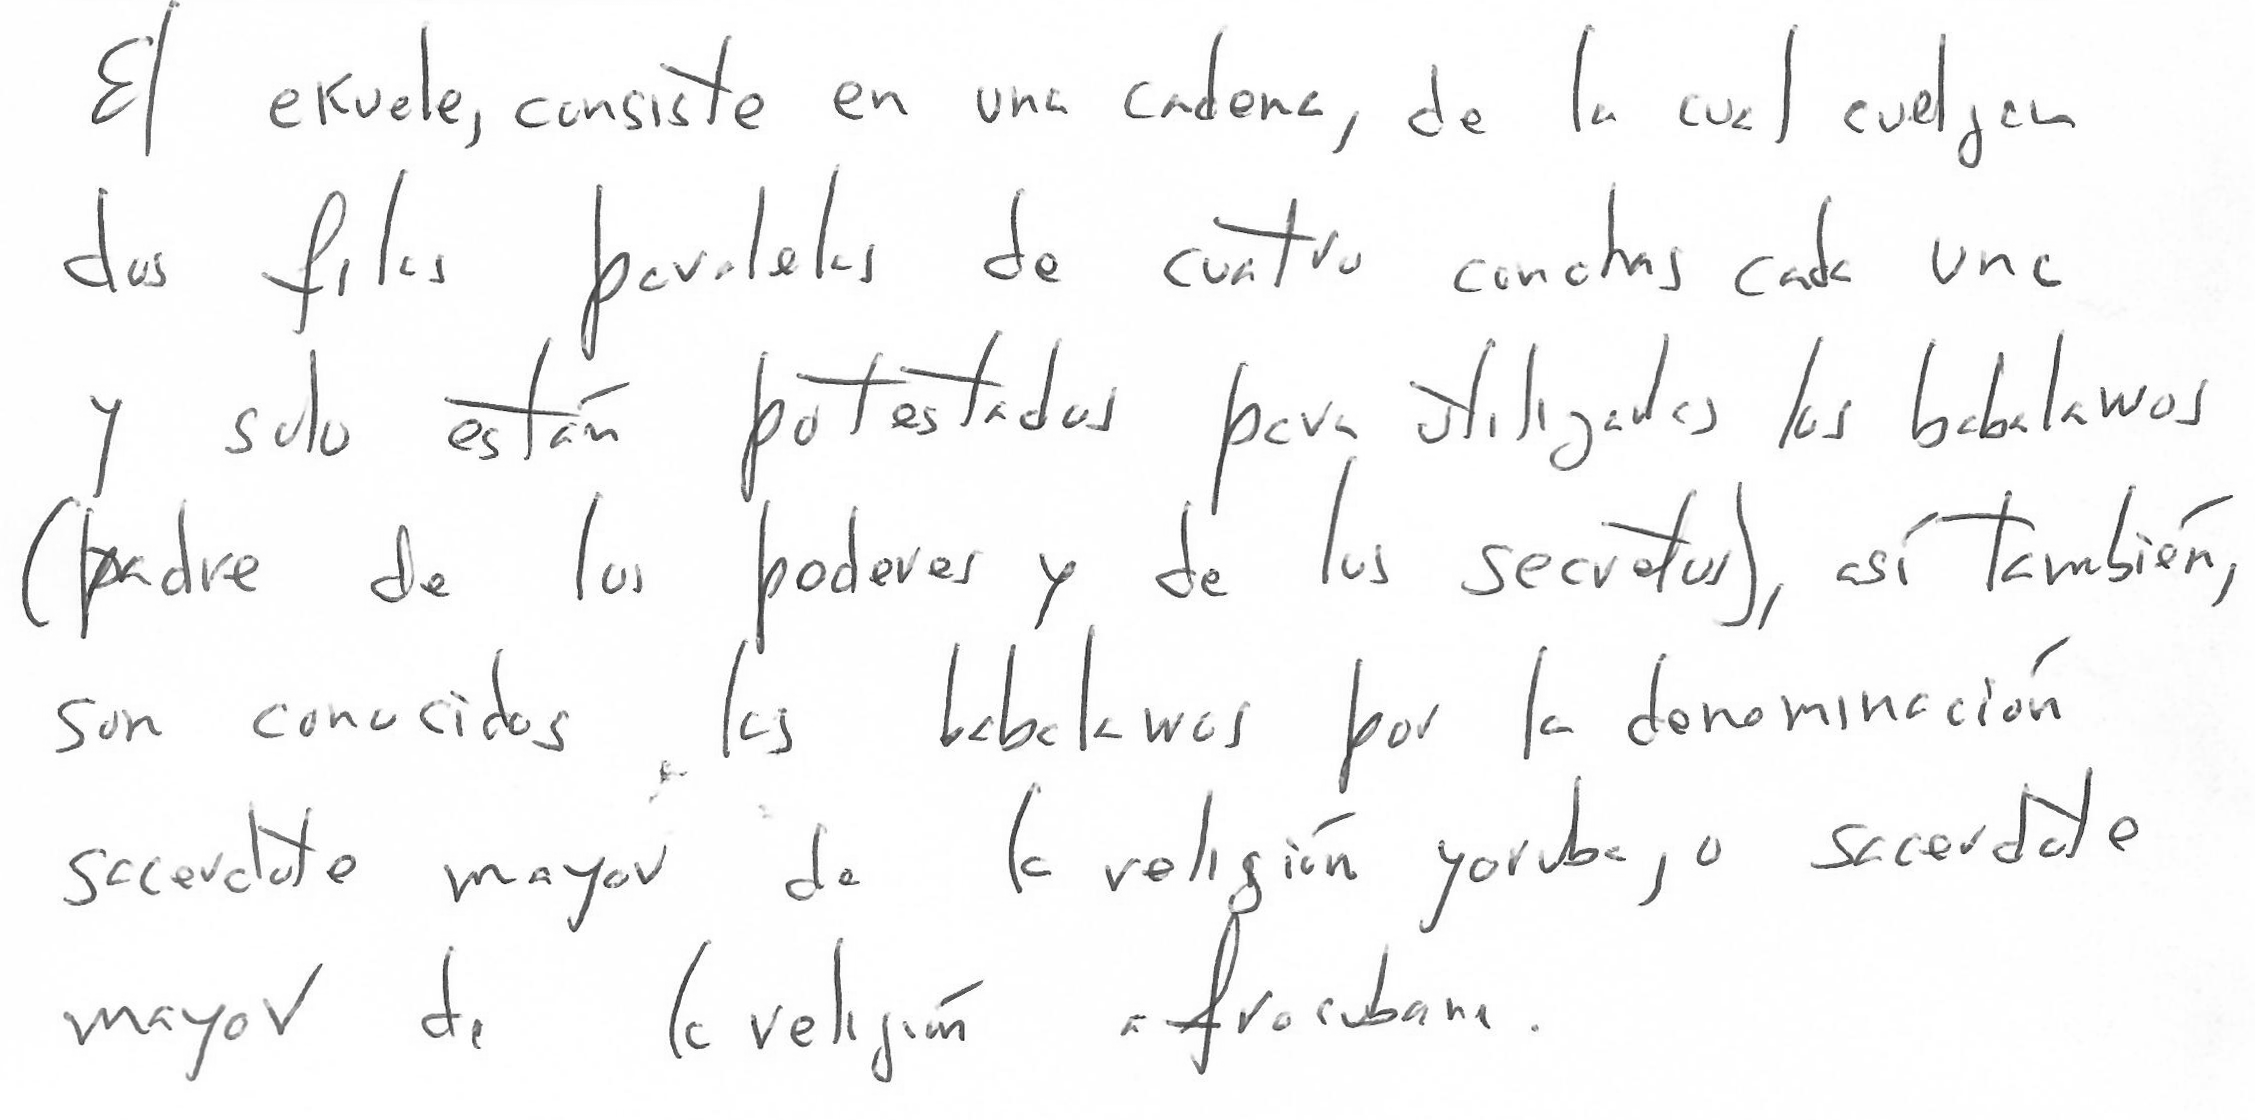 El ekuele, consiste en una cadena, de la cual cuelgan
dos filas paralelas de cuatro conchas cada una
y solo están potestados para utilizadas los babalawos
(padre de los poderes y de los secretos), así también,
son conocidos los babalawos por la denominación
sacerdote mayor de la religión yoruba, o sacerdote
mayor de la religión afrocubana.